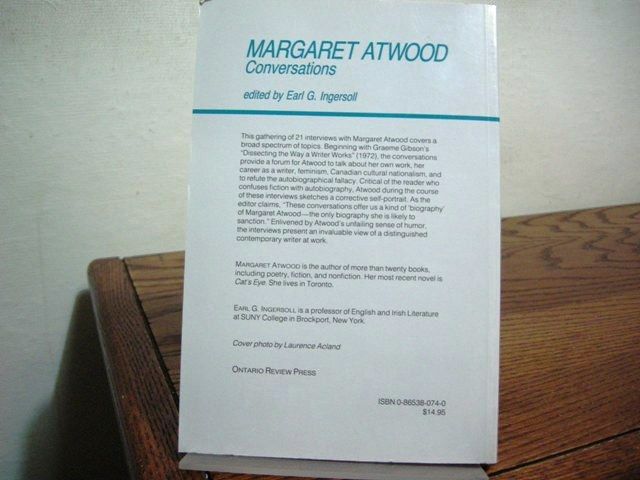 MARGARET ATWOOD
Conversations
edited by Earl G. Ingersoll
This gathering of 21 interviews with Margaret Atwood covers a
broad spectrum of topics. Beginning with Graeme Gibson's
"Dissecting the Way a Writer Works" (1972), the conversations
provide a forum for Atwood to talk about her own work, her
career as a writer, feminism, Canadian cultural nationalism, and
to refute the autobiographical fallacy. Critical of the reader who
confuses fiction with autobiography, Atwood during the course
of these interviews sketches a corrective self-portrait. As the
editor claims, "These conversations offer us a kind of 'biography'
of Margaret Atwood—the only biography she is likely to
sanction." Enlivened by Atwood's unfailing sense of humor,
the interviews present an invaluable view of a distinguished
contemporary writer at work.
MARGARET ATWOOD is the author of more than twenty books,
including poetry, fiction, and nonfiction. Her most recent novel is
Cat's Eye. She lives in Toronto.
EARL G. INGERSOLL is a professor of English and Irish Literature
at SUNY College in Brockport, New York.
Cover photo by Laurence Acland
ONTARIO REVIEW PRESS
ISBN 0-86538-074-0
$14.95